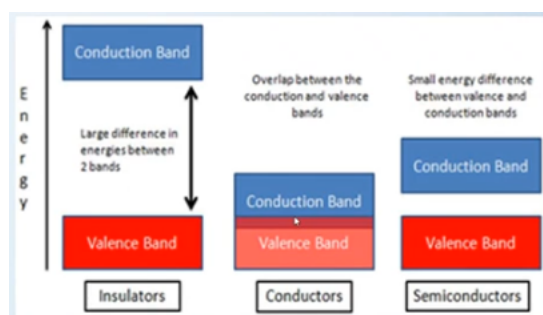 Energy
Conduction Band
Large difference in
energies between
2 bands
Valence Band
Insulators
Overlap between the
conduction and valence
bands
Conduction Band
Valence Band
Conductors
Small energy difference
between valence and
conduction bands
Conduction Band
Valence Band
Semiconductors